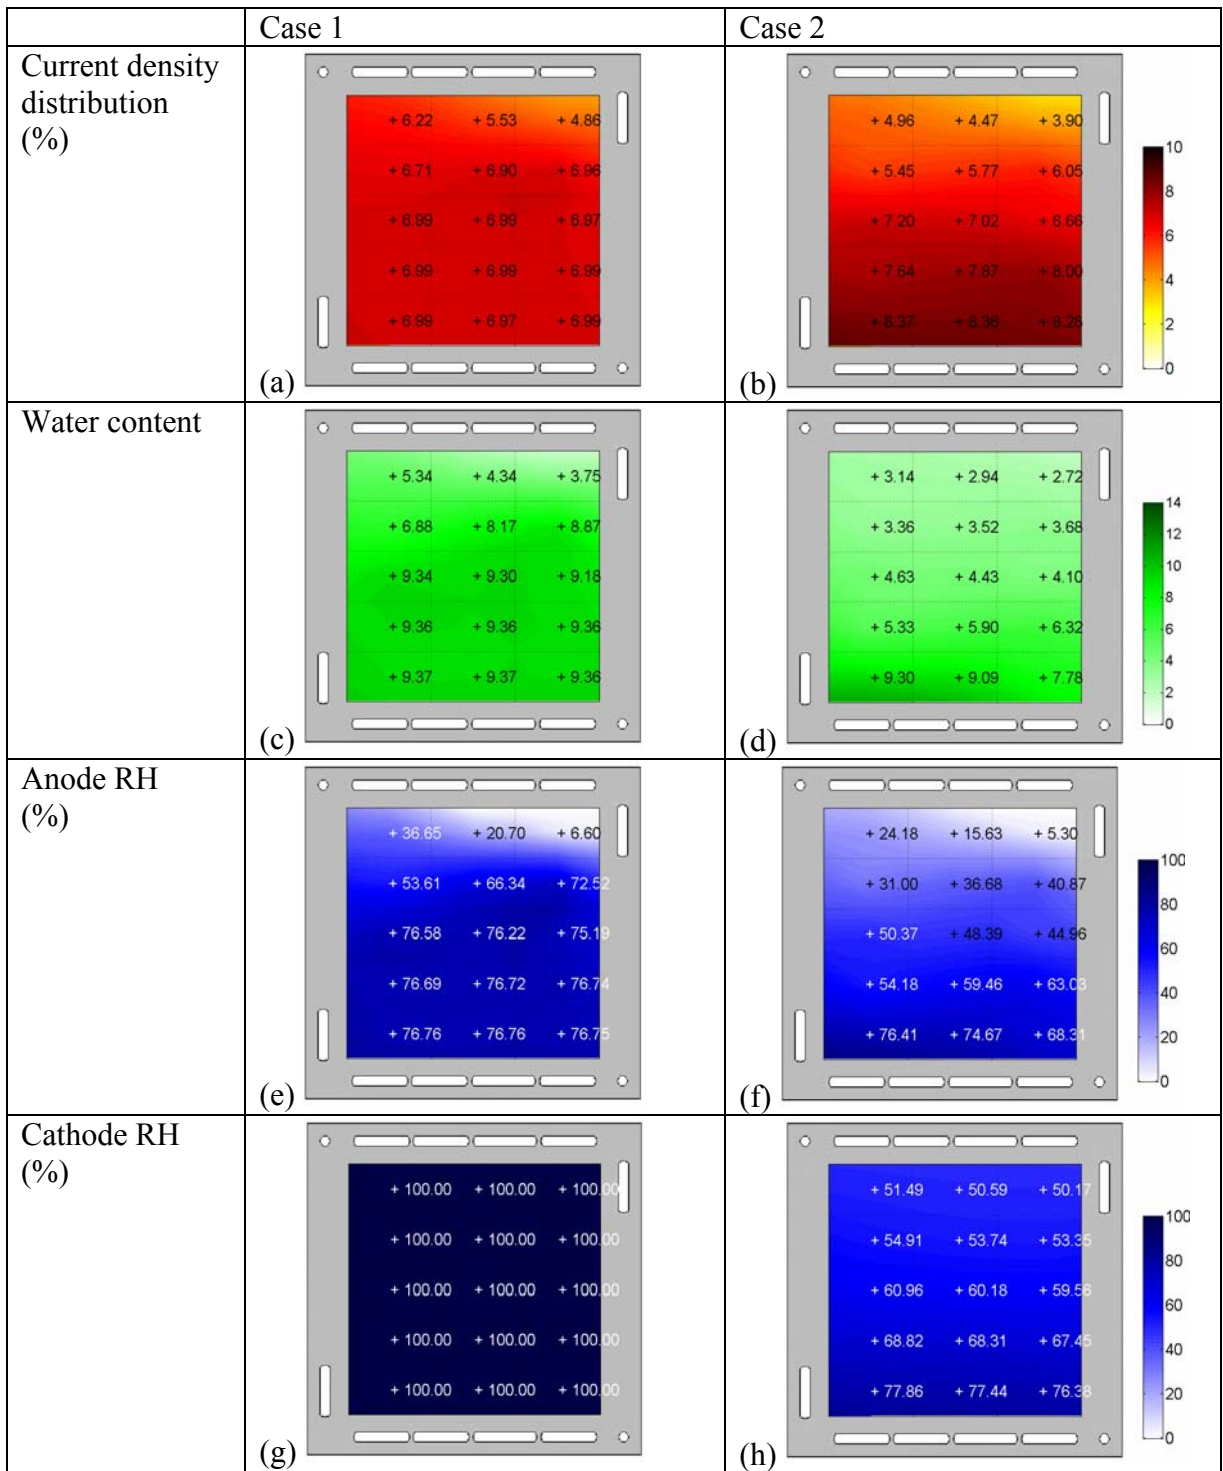 Case 1
Case 2
Current density
distribution
(%)
+ 6.22 + 5.53 + 4.86
+ 6.71 + 6.90 + 6.96
+ 6.99 + 6.99 + 6.97
+ 6.99 + 6.99 + 6.99
+ 6.99 + 6.97 + 6.99
(a)
+ 4.96 + 4.47 + 3.90
+ 5.45 + 5.77 + 6.05
+ 7.20 + 7.02 + 6.66
+ 7.64 + 7.87 + 8.00
+ 8.37 + 8.36 + 8.28
(b)
10
8
6
4
2
0
Water content
+ 5.34 + 4.34 + 3.75
+ 6.88 + 8.17 + 8.87
+ 9.34 + 9.30 + 9.18
+ 9.36 + 9.36 + 9.36
+ 9.37 + 9.37 + 9.36
(c)
+ 3.14 + 2.94 + 2.72
+ 3.36 + 3.52 + 3.68
+ 4.63 + 4.43 + 4.10
+ 5.33 + 5.90 + 6.32
+ 9.30 + 9.09 + 7.78
(d)
14
12
10
8
6
4
2
0
Anode RH
(%)
+ 36.65 + 20.70 + 6.60
+ 53.61 + 66.34 + 72.52
+ 76.58 + 76.22 + 75.19
+ 76.69 + 76.72 + 76.74
+ 76.76 + 76.76 + 76.75
(e)
+ 24.18 + 15.63 + 5.30
+ 31.00 + 36.68 + 40.87
+ 50.37 + 48.39 + 44.96
+ 54.18 + 59.46 + 63.03
+ 76.41 + 74.67 + 68.31
(f)
100
80
60
40
20
0
Cathode RH
(%)
+ 100.00 + 100.00 + 100.00
+ 100.00 + 100.00 + 100.00
+ 100.00 + 100.00 + 100.00
+ 100.00 + 100.00 + 100.00
+ 100.00 + 100.00 + 100.00
(g)
+ 51.49 + 50.59 + 50.17
+ 54.91 + 53.74 + 53.35
+ 60.96 + 60.18 + 59.56
+ 68.82 + 68.31 + 67.45
+ 77.86 + 77.44 + 76.38
(h)
100
80
60
40
20
0